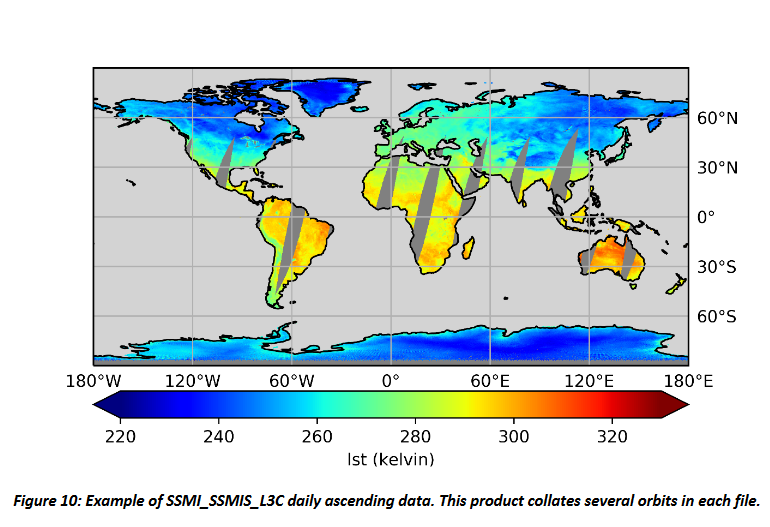 60°N
30°N
0°
30°S
60°S
180°W 120°W 60°W 0° 60°E 120°E 180°E
220 240 260 280 300 320
lst (kelvin)
Figure 10: Example of SSMI_SSMIS_L3C daily ascending data. This product collates several orbits in each file.